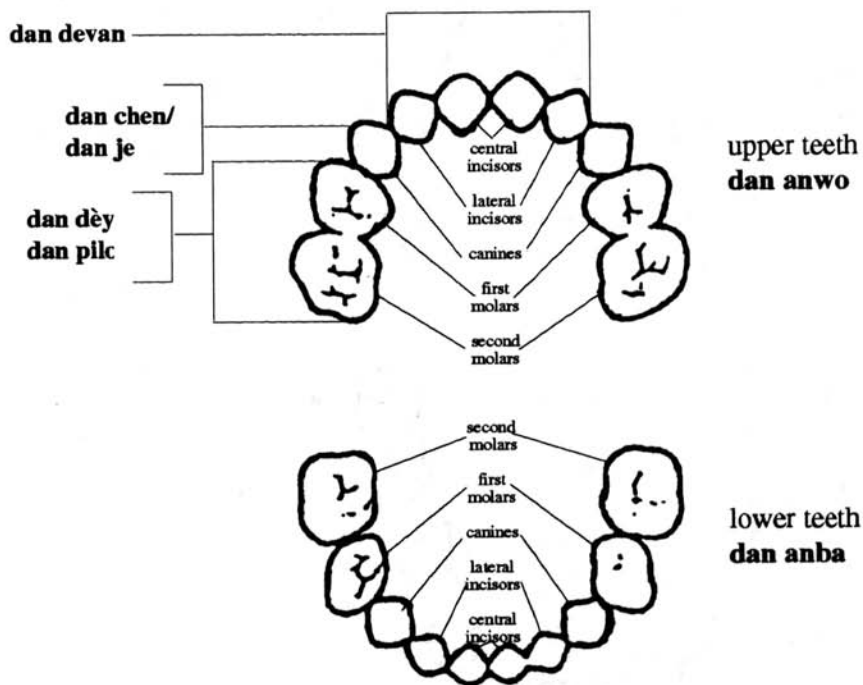 dan devan
dan chen/
dan je
dan dèy
dan pilc
central
incisors
lateral
incisors
canines
first
molars
second
molars
upper teeth
dan anwo
second
molars
first
molars
canines
lateral
incisors
central
incisors
lower teeth
dan anba